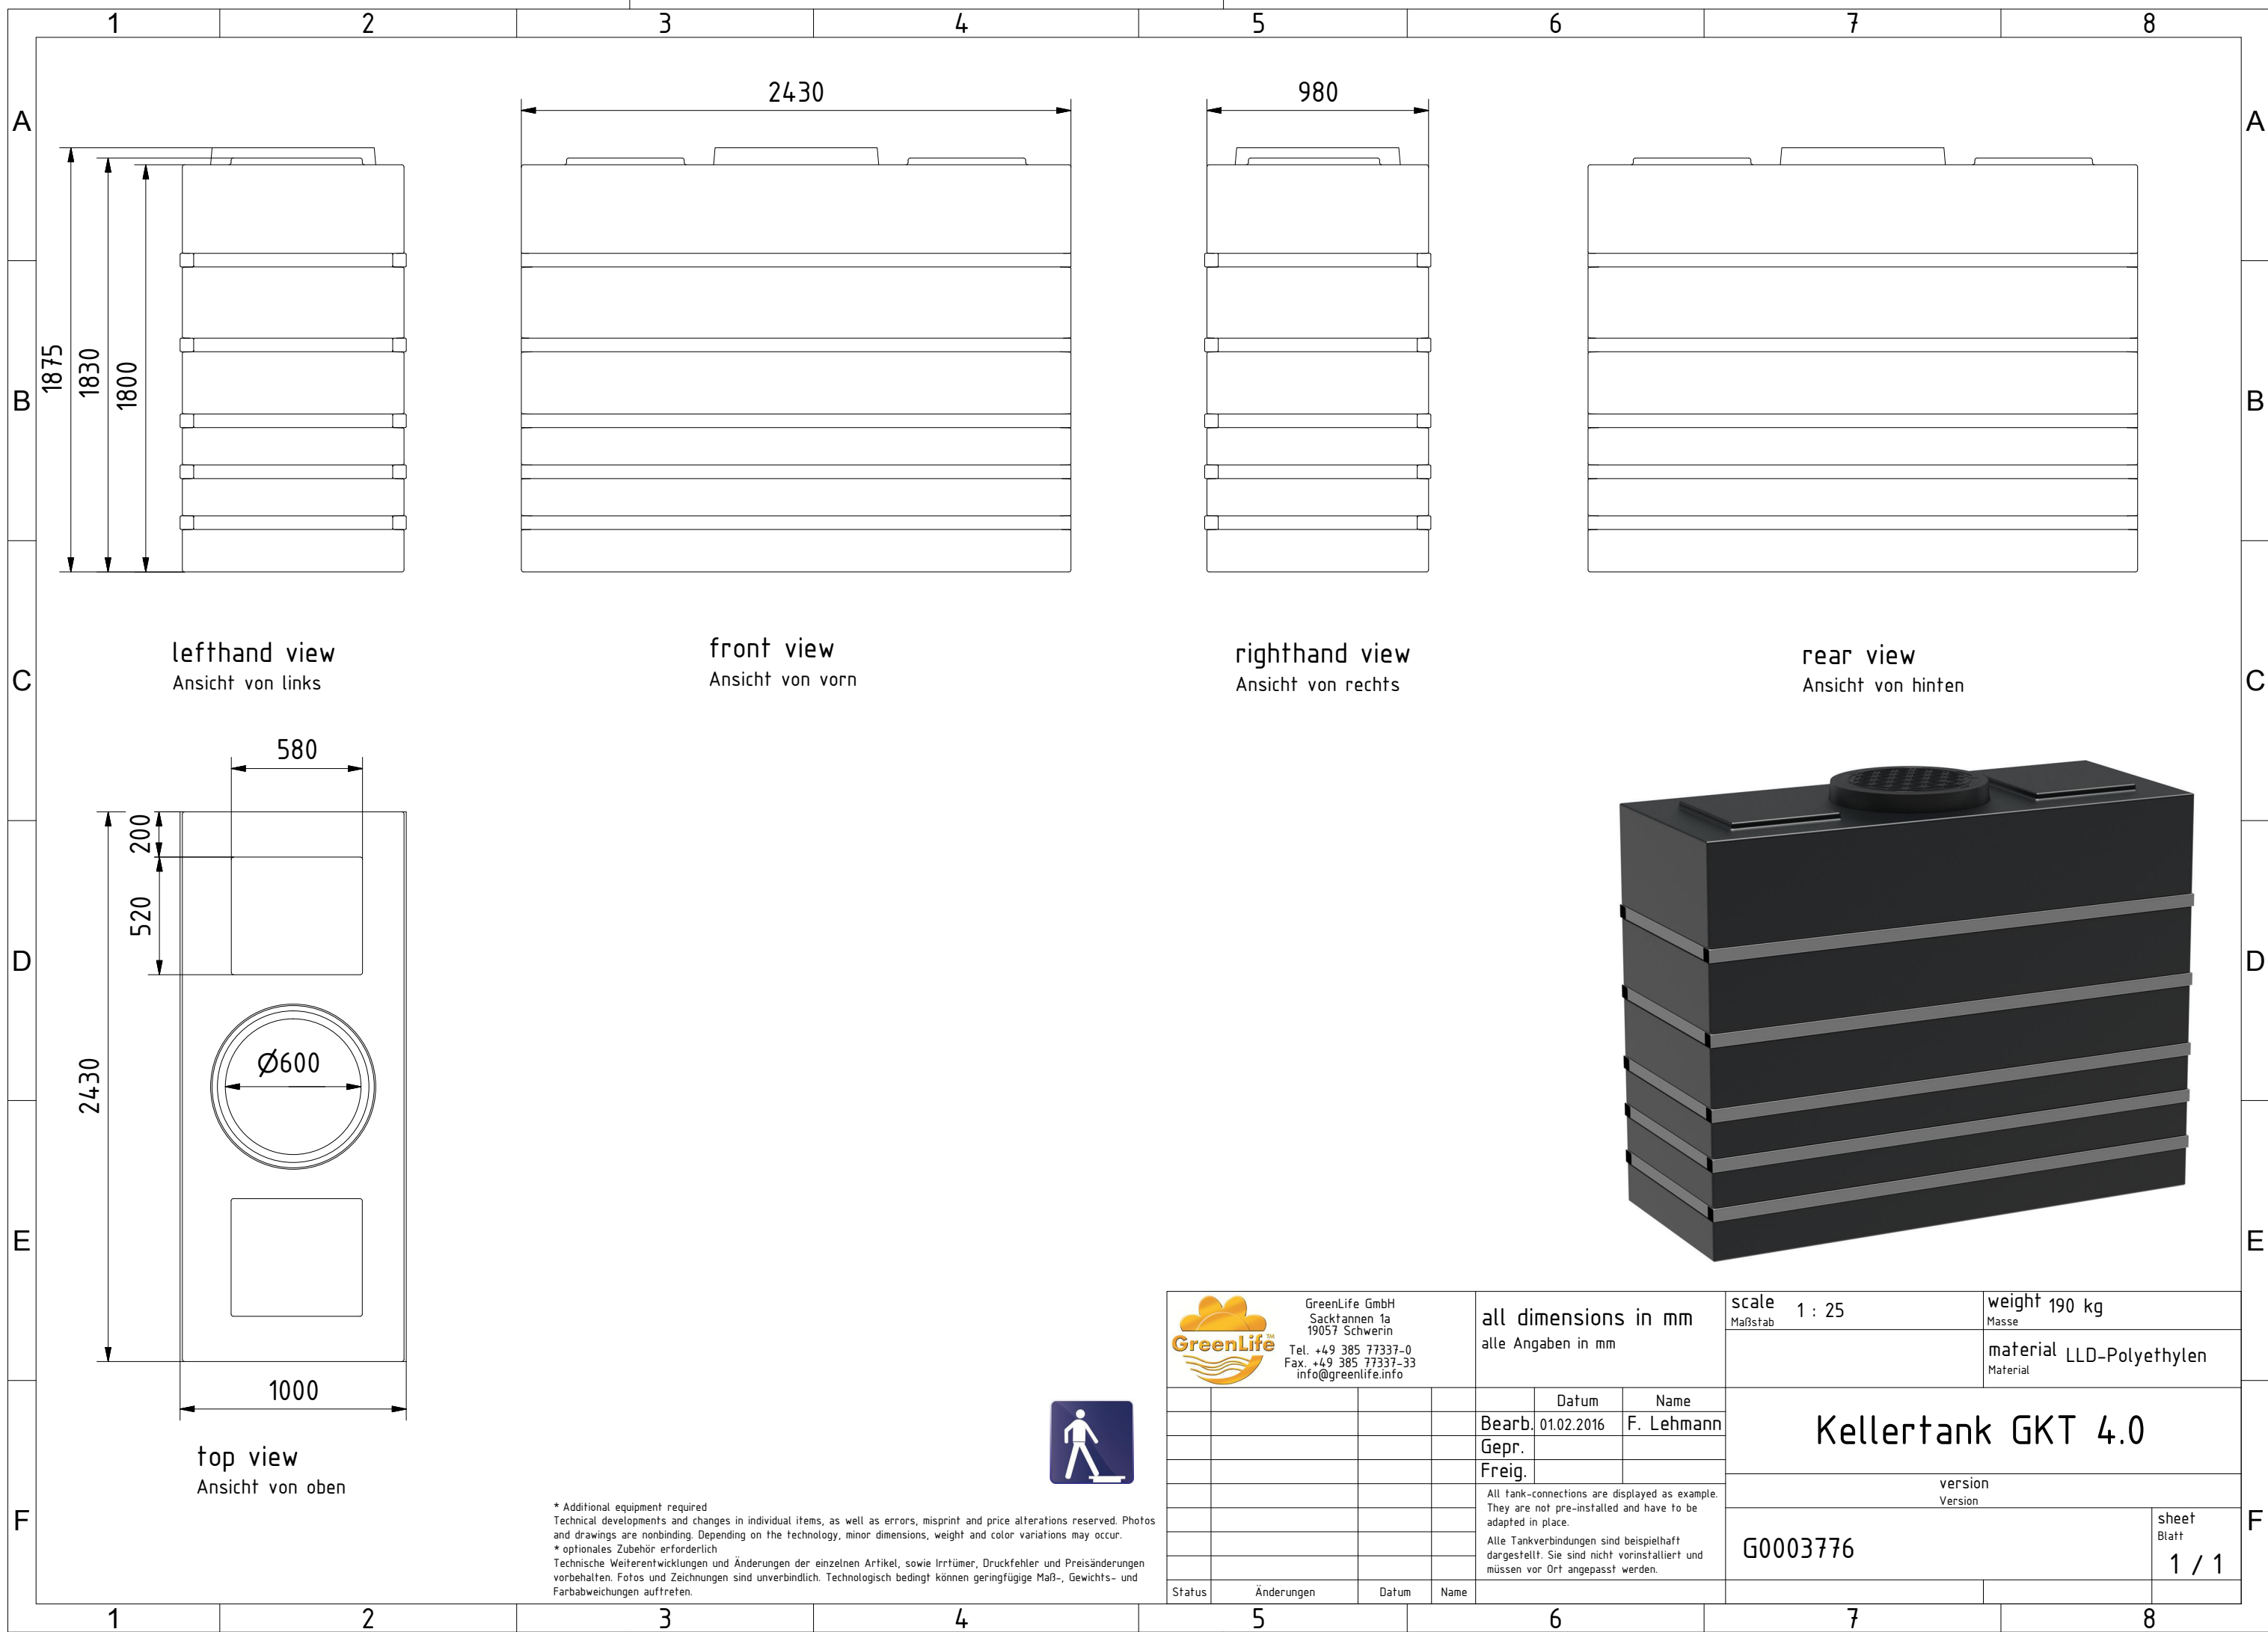 1 2 3 4 5 6 7 8
A A
2430
980
1875
1830
1800
B B
lefthand view
Ansicht von links
front view
Ansicht von vorn
righthand view
Ansicht von rechts
rear view
Ansicht von hinten
C C
580
200
520
2430
Ø600
1000
D D
E E
top view
Ansicht von oben
* Additional equipment required
Technical developments and changes in individual items, as well as errors, misprint and price alterations reserved. Photos
and drawings are nonbinding. Depending on the technology, minor dimensions, weight and color variations may occur.
* optionales Zubehör erforderlich
Technische Weiterentwicklungen und Änderungen der einzelnen Artikel, sowie Irrtümer, Druckfehler und Preisänderungen
vorbehalten. Fotos und Zeichnungen sind unverbindlich. Technologisch bedingt können geringfügige Maß-, Gewichts- und
Farbabweichungen auftreten.
GreenLife™
GreenLife GmbH
Sacktannen 1a
19057 Schwerin
Tel. +49 385 77337-0
Fax. +49 385 77337-33
info@greenlife.info
all dimensions in mm
alle Angaben in mm
scale 1 : 25
Maßstab
weight 190 kg
Masse
material LLD-Polyethylen
Material
Datum Name
Bearb. 01.02.2016 F. Lehmann
Gepr.
Freig.
Kellertank GKT 4.0
version
Version
All tank-connections are displayed as example.
They are not pre-installed and have to be
adapted in place.
Alle Tankverbindungen sind beispielhaft
dargestellt. Sie sind nicht vorinstalliert und
müssen vor Ort angepasst werden.
G0003776
sheet
Blatt
1 / 1
Status Änderungen Datum Name
F F
1 2 3 4 5 6 7 8